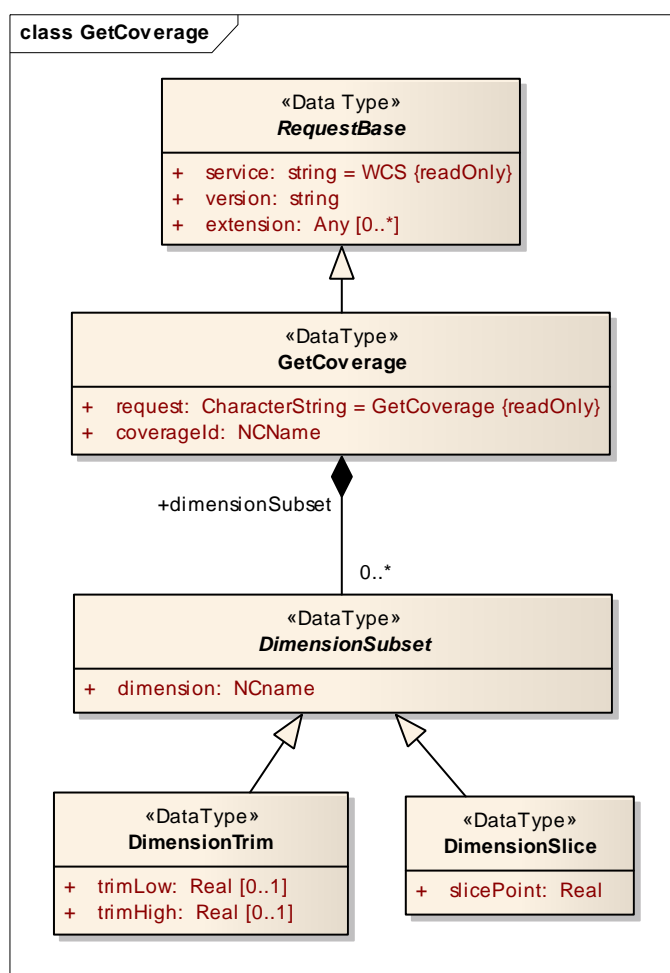 class GetCoverage
«Data Type»
RequestBase
+ service: string = WCS {readOnly}
+ version: string
+ extension: Any [0..*]
«DataType»
GetCoverage
+ request: CharacterString = GetCoverage {readOnly}
+ coverageId: NCName
+dimensionSubset
0..*
«DataType»
DimensionSubset
+ dimension: NCname
«DataType»
DimensionTrim
+ trimLow: Real [0..1]
+ trimHigh: Real [0..1]
«DataType»
DimensionSlice
+ slicePoint: Real